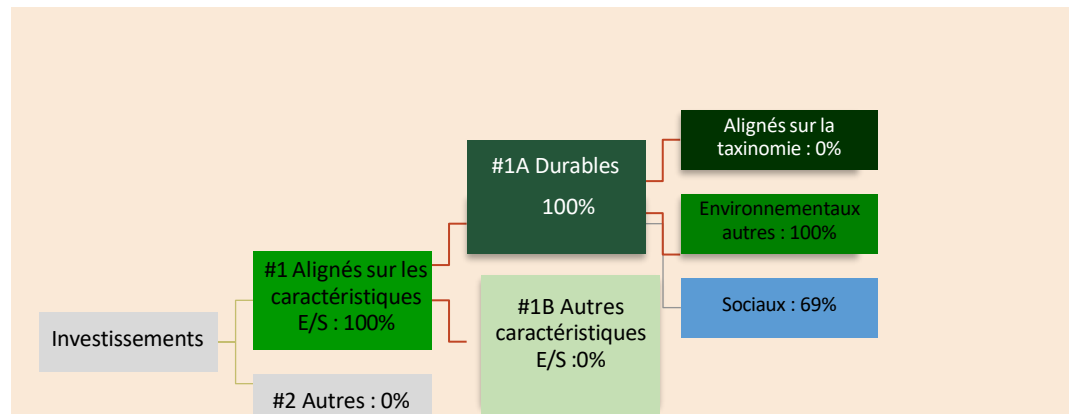 Investissements
#1 Alignés sur les
caractéristiques
E/S : 100%
#2 Autres : 0%
#1A Durables
100%
#1B Autres
caractéristiques
E/S :0%
Alignés sur la
taxinomie : 0%
Environnementaux
autres : 100%
Sociaux : 69%